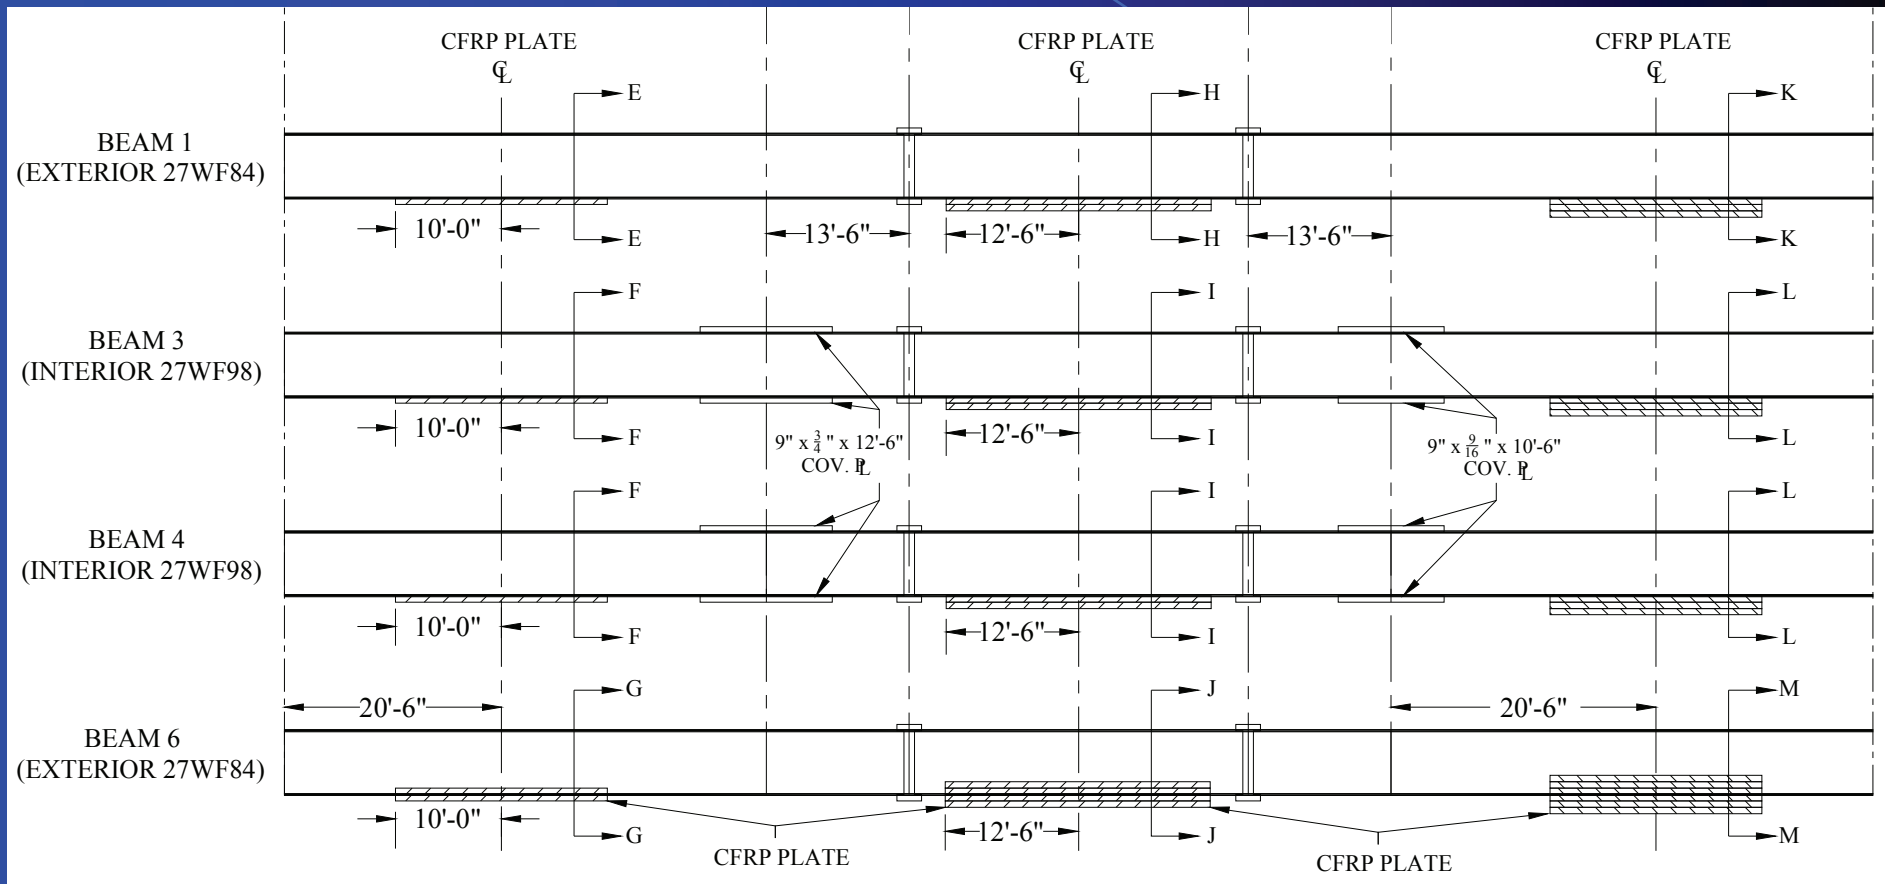 CFRP PLATE CFRP PLATE CFRP PLATE
℄ ℄ ℄
E H K
BEAM 1
(EXTERIOR 27WF84)
10'-0" 13'-6" 12'-6" 13'-6"
E H K
F I L
BEAM 3
(INTERIOR 27WF98)
10'-0" 12'-6"
F I L
9" x 3/4" x 12'-6" 9" x 9/16" x 10'-6"
COV. PL COV. PL
F I L
BEAM 4
(INTERIOR 27WF98)
10'-0" 12'-6"
F I L
G J M
20'-6" 20'-6"
BEAM 6
(EXTERIOR 27WF84)
10'-0" 12'-6"
G J M
CFRP PLATE CFRP PLATE